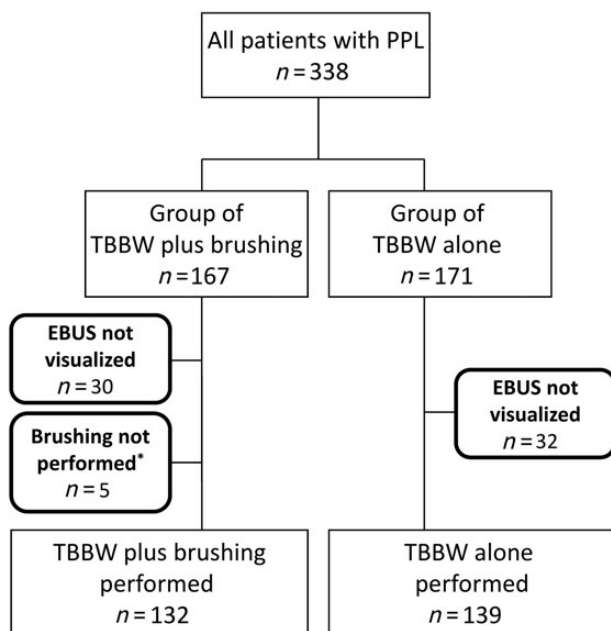 All patients with PPL
n = 338
Group of
TBBW plus brushing
n = 167
Group of
TBBW alone
n = 171
EBUS not
visualized
n = 30
Brushing not
performed*
n = 5
EBUS not
visualized
n = 32
TBBW plus brushing
performed
n = 132
TBBW alone
performed
n = 139